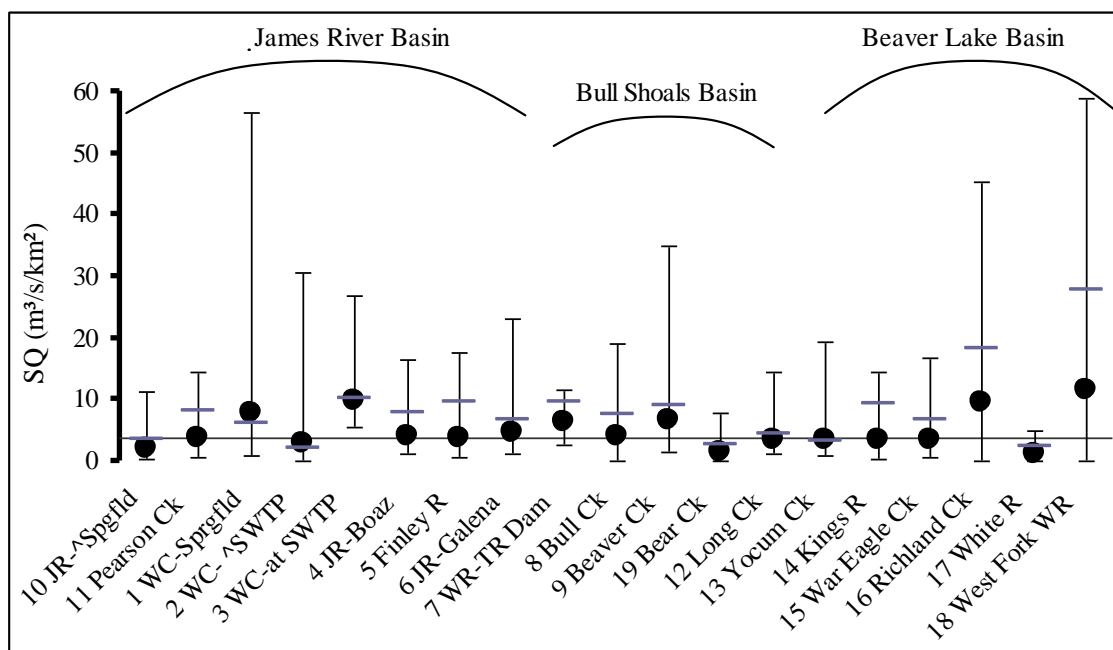 James River Basin
Beaver Lake Basin
Bull Shoals Basin
SQ (m³/s/km²)
60
50
40
30
20
10
0
10 JR-^Spgfld
11 Pearson Ck
1 WC-Sprgfld
2 WC- ^SWTP
3 WC-at SWTP
4 JR-Boaz
5 Finley R
6 JR-Galena
7 WR-TR Dam
8 Bull Ck
9 Beaver Ck
19 Bear Ck
12 Long Ck
13 Yocum Ck
14 Kings R
15 War Eagle Ck
16 Richland Ck
17 White R
18 West Fork WR